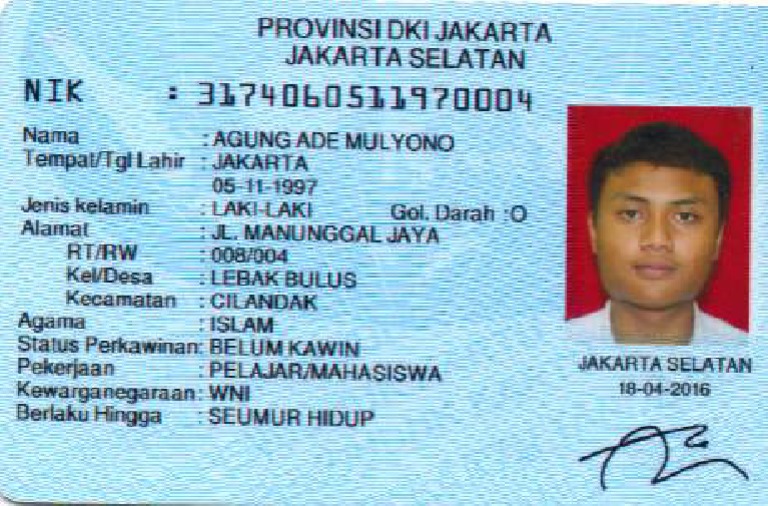 PROVINSI DKI JAKARTA
JAKARTA SELATAN
NIK : 3174060511970004
Nama : AGUNG ADE MULYONO
Tempat/Tgl Lahir : JAKARTA
05-11-1997
Jenis kelamin : LAKI-LAKI Gol. Darah : O
Alamat : JL. MANUNGGAL JAYA
RT/RW : 008/004
Kel/Desa : LEBAK BULUS
Kecamatan : CILANDAK
Agama : ISLAM
Status Perkawinan: BELUM KAWIN
Pekerjaan : PELAJAR/MAHASISWA
Kewarganegaraan: WNI
Berlaku Hingga : SEUMUR HIDUP
JAKARTA SELATAN
18-04-2016